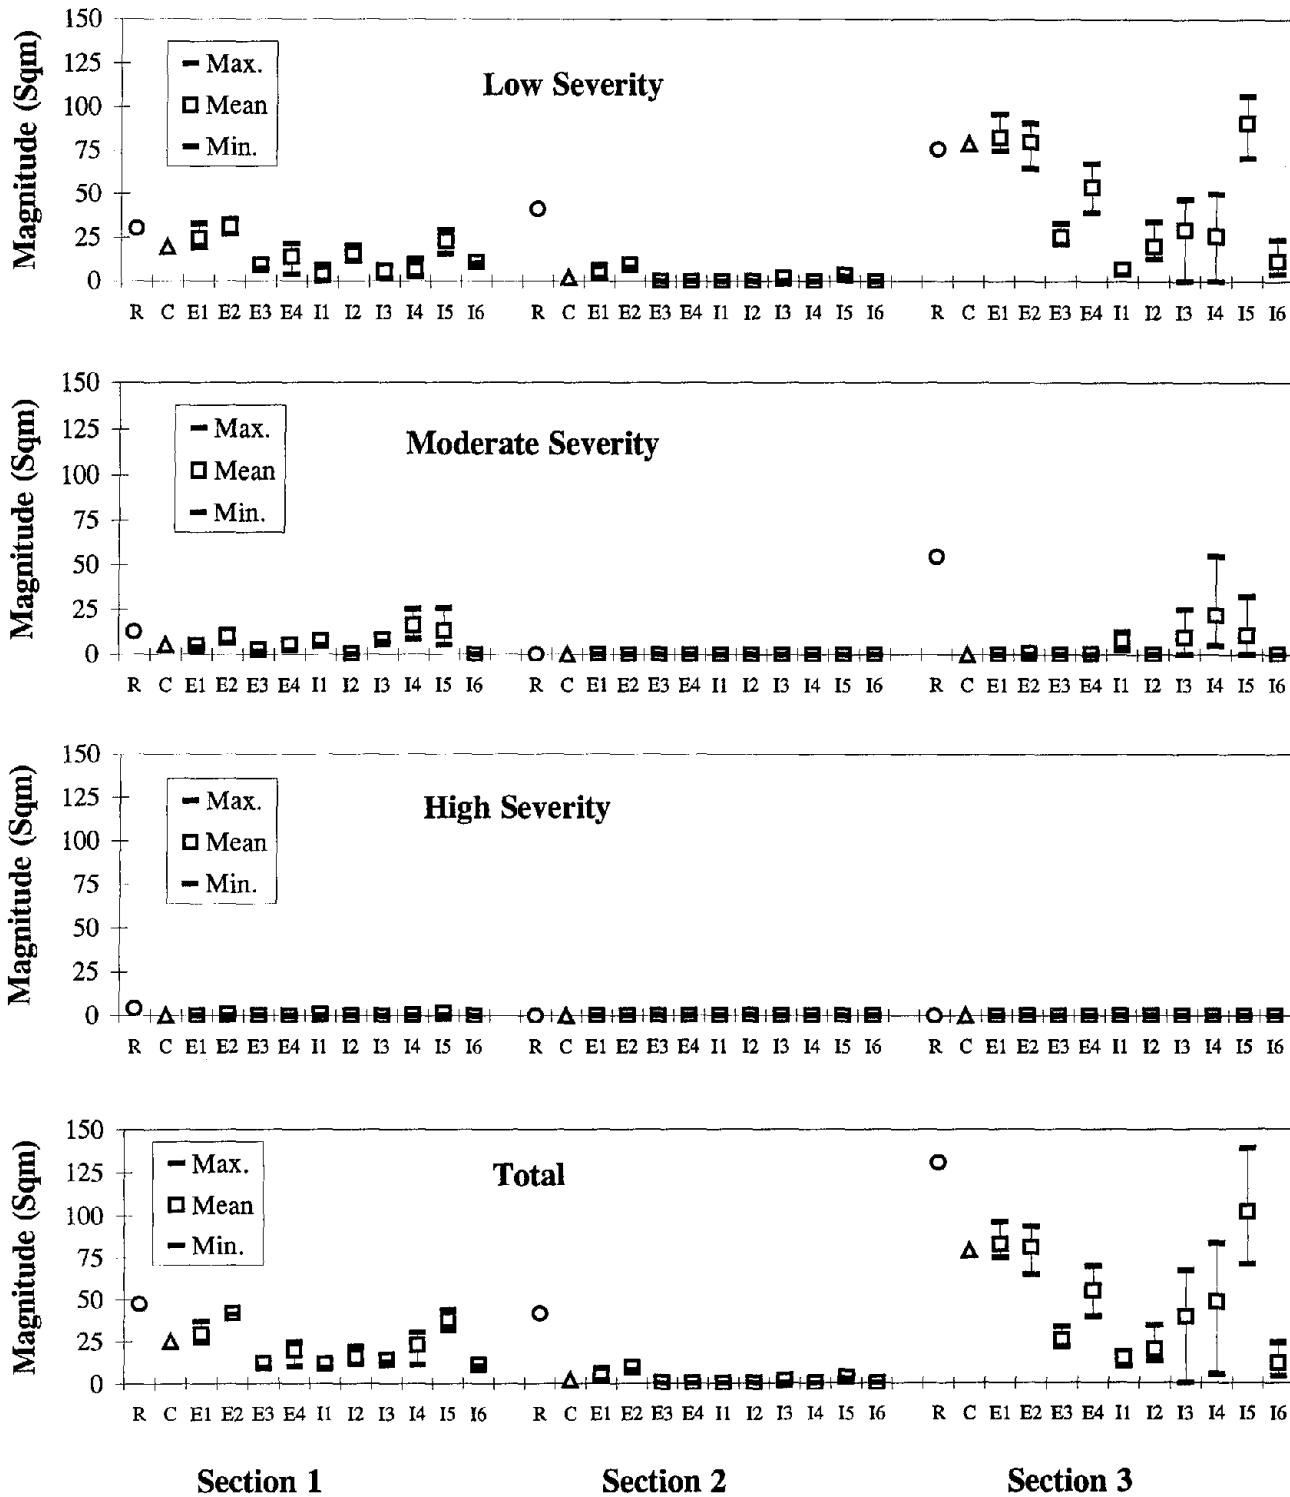 Magnitude (Sqm)
150
125
100
75
50
25
0
Max.
Mean
Min.
Low Severity
R C E1 E2 E3 E4 I1 I2 I3 I4 I5 I6 R C E1 E2 E3 E4 I1 I2 I3 I4 I5 I6 R C E1 E2 E3 E4 I1 I2 I3 I4 I5 I6
Magnitude (Sqm)
150
125
100
75
50
25
0
Max.
Mean
Min.
Moderate Severity
R C E1 E2 E3 E4 I1 I2 I3 I4 I5 I6 R C E1 E2 E3 E4 I1 I2 I3 I4 I5 I6 R C E1 E2 E3 E4 I1 I2 I3 I4 I5 I6
Magnitude (Sqm)
150
125
100
75
50
25
0
Max.
Mean
Min.
High Severity
R C E1 E2 E3 E4 I1 I2 I3 I4 I5 I6 R C E1 E2 E3 E4 I1 I2 I3 I4 I5 I6 R C E1 E2 E3 E4 I1 I2 I3 I4 I5 I6
Magnitude (Sqm)
150
125
100
75
50
25
0
Max.
Mean
Min.
Total
R C E1 E2 E3 E4 I1 I2 I3 I4 I5 I6 R C E1 E2 E3 E4 I1 I2 I3 I4 I5 I6 R C E1 E2 E3 E4 I1 I2 I3 I4 I5 I6
Section 1 Section 2 Section 3